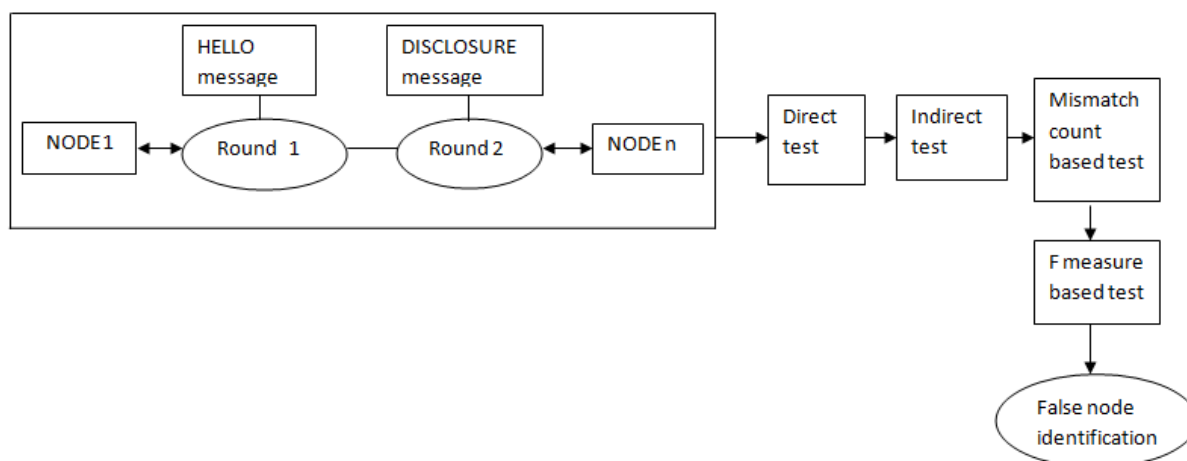 HELLO
message
DISCLOSURE
message
NODE1
Round 1
Round 2
NODE n
Direct
test
Indirect
test
Mismatch
count
based test
F measure
based test
False node
identification